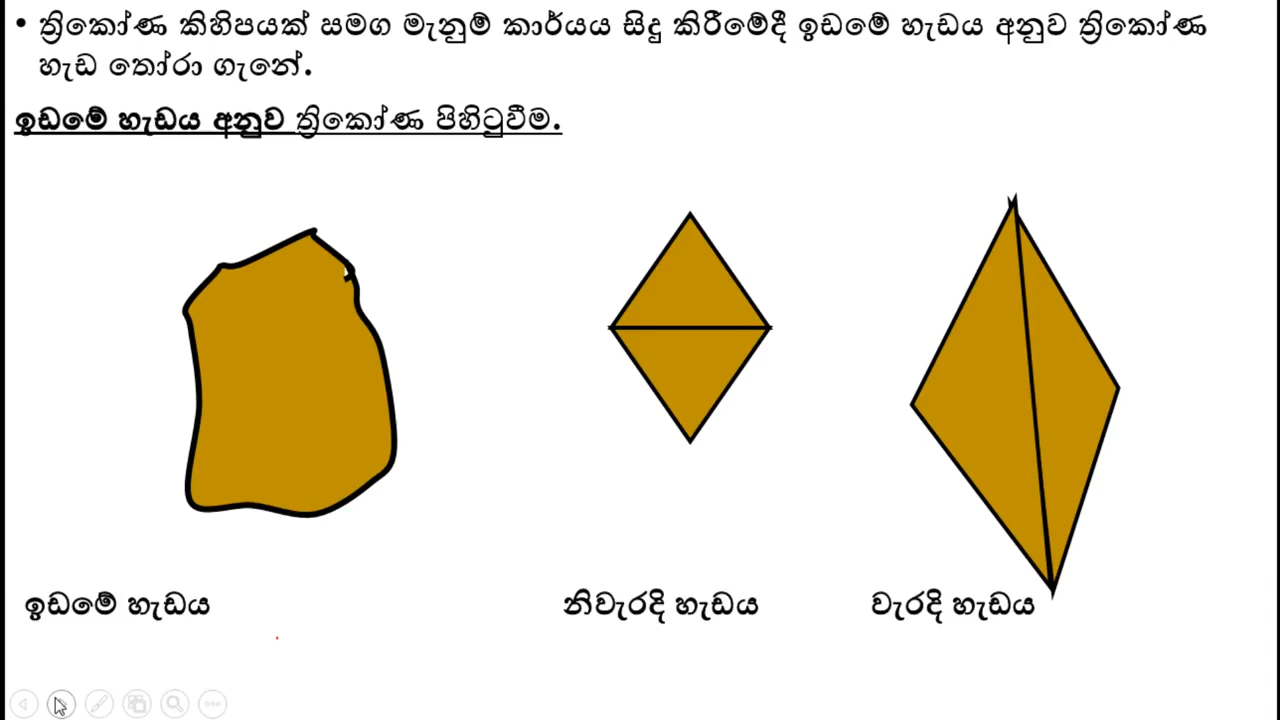 • ත්‍රිකෝණ කිහිපයක් සමග මැනුම් කාර්යය සිදු කිරීමේදී ඉඩමේ හැඩය අනුව ත්‍රිකෝණ
හැඩ තෝරා ගැනේ.
ඉඩමේ හැඩය අනුව ත්‍රිකෝණ පිහිටුවීම.
ඉඩමේ හැඩය
නිවැරදි හැඩය
වැරදි හැඩය